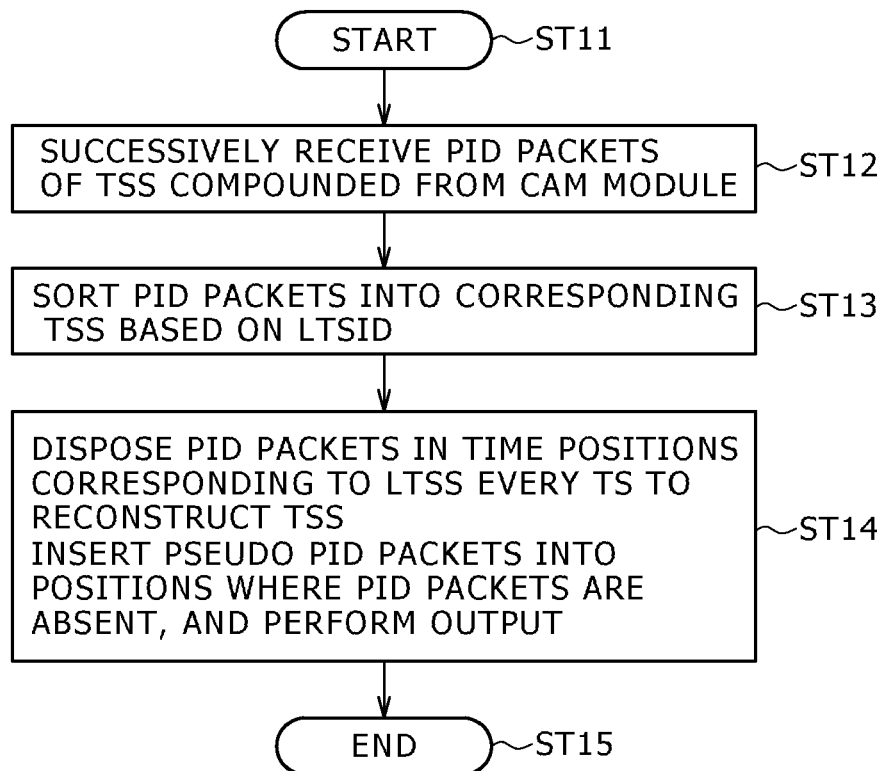 START
ST11
SUCCESSIVELY RECEIVE PID PACKETS
OF TSS COMPOUNDED FROM CAM MODULE
ST12
SORT PID PACKETS INTO CORRESPONDING
TSS BASED ON LTSID
ST13
DISPOSE PID PACKETS IN TIME POSITIONS
CORRESPONDING TO LTSS EVERY TS TO
RECONSTRUCT TSS
INSERT PSEUDO PID PACKETS INTO
POSITIONS WHERE PID PACKETS ARE
ABSENT, AND PERFORM OUTPUT
ST14
END
ST15